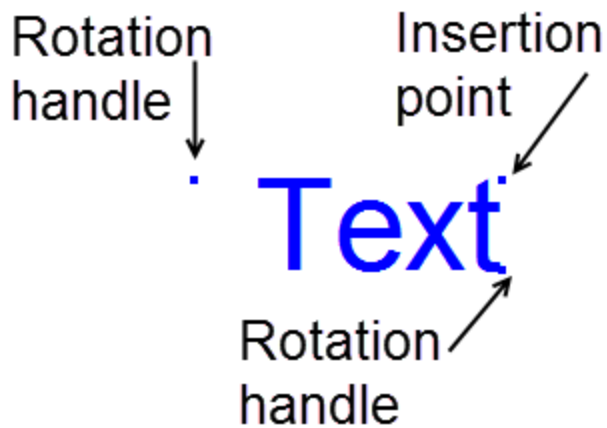 Rotation
handle
Insertion
point
Text
Rotation
handle